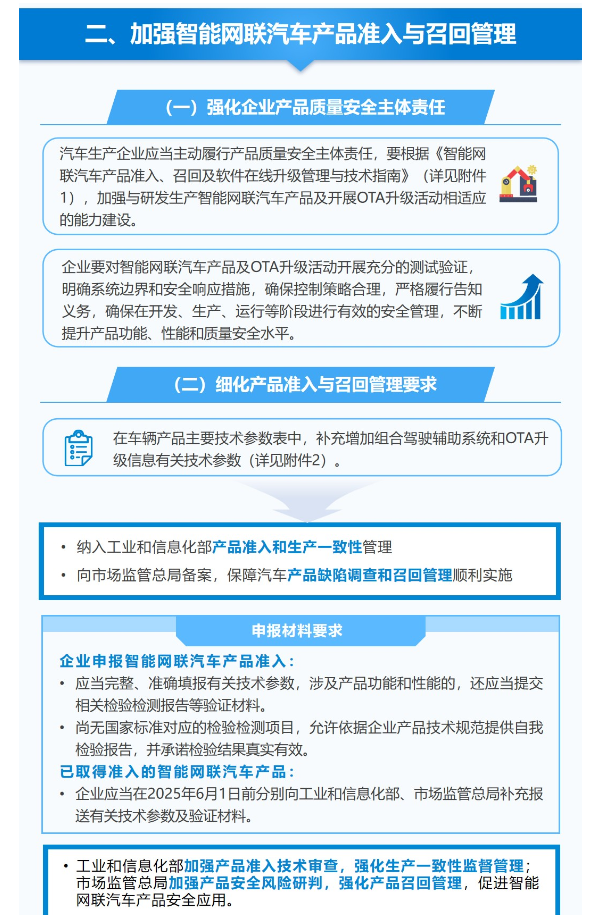 二、加强智能网联汽车产品准入与召回管理
（一）强化企业产品质量安全主体责任
汽车生产企业应当主动履行产品质量安全主体责任，要根据《智能网
联汽车产品准入、召回及软件在线升级管理与技术指南》（详见附件
1），加强与研发生产智能网联汽车产品及开展OTA升级活动相适应
的能力建设。
企业要对智能网联汽车产品及OTA升级活动开展充分的测试验证，
明确系统边界和安全响应措施，确保控制策略合理，严格履行告知
义务，确保在开发、生产、运行等阶段进行有效的安全管理，不断
提升产品功能、性能和质量安全水平。
（二）细化产品准入与召回管理要求
在车辆产品主要技术参数表中，补充增加组合驾驶辅助系统和OTA升
级信息有关技术参数（详见附件2）。
• 纳入工业和信息化部产品准入和生产一致性管理
• 向市场监管总局备案，保障汽车产品缺陷调查和召回管理顺利实施
申报材料要求
企业申报智能网联汽车产品准入：
• 应当完整、准确填报有关技术参数，涉及产品功能和性能的，还应当提交
相关检验检测报告等验证材料。
• 尚无国家标准对应的检验检测项目，允许依据企业产品技术规范提供自我
检验报告，并承诺检验结果真实有效。
已取得准入的智能网联汽车产品：
• 企业应当在2025年6月1日前分别向工业和信息化部、市场监管总局补充报
送有关技术参数及验证材料。
• 工业和信息化部加强产品准入技术审查，强化生产一致性监督管理；
市场监管总局加强产品安全风险研判，强化产品召回管理，促进智能
网联汽车产品安全应用。